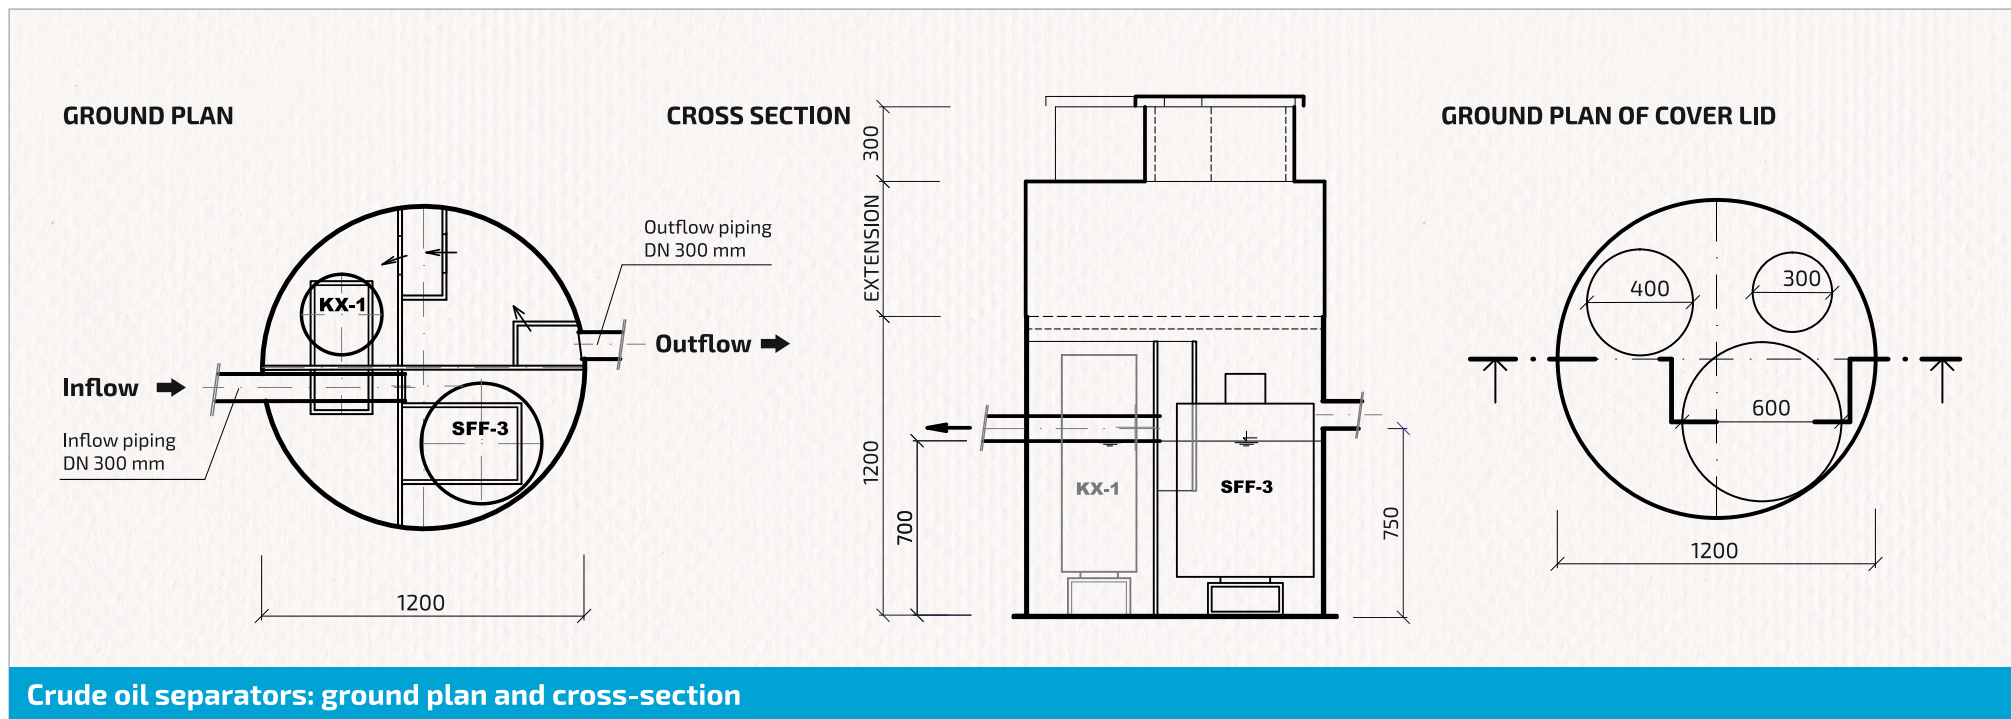 GROUND PLAN
KX-1
SFF-3
Outflow piping
DN 300 mm
Outflow
Inflow
Inflow piping
DN 300 mm
1200
CROSS SECTION
300
EXTENSION
1200
700
KX-1
SFF-3
750
GROUND PLAN OF COVER LID
400
300
600
1200
Crude oil separators: ground plan and cross-section